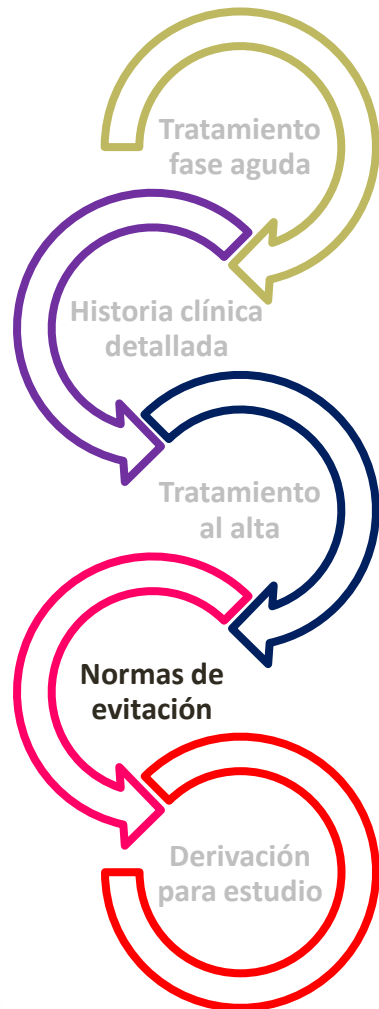 Tratamiento
fase aguda
Historia clínica
detallada
Tratamiento
al alta
Normas de
evitación
Derivación
para estudio